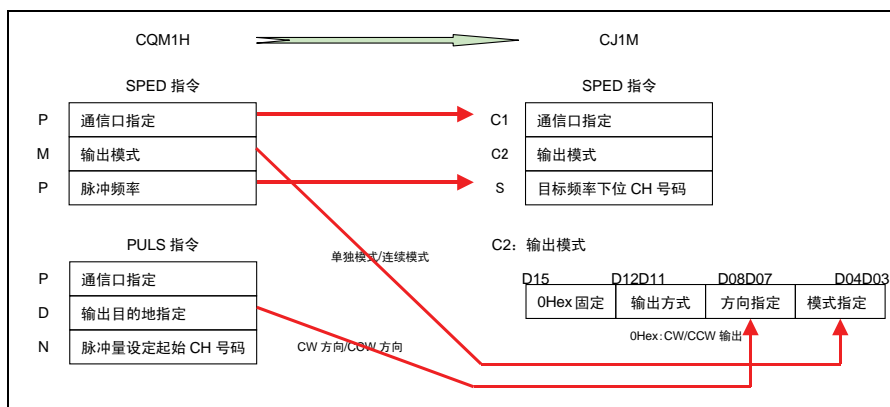 CQM1H
CJ1M
SPED 指令
SPED 指令
P 通信口指定
C1 通信口指定
M 输出模式
C2 输出模式
P 脉冲频率
S 目标频率下位 CH 号码
PULS 指令
单独模式/连续模式
C2：输出模式
P 通信口指定
D15 D12D11 D08D07 D04D03
D 输出目的地指定
0Hex 固定 输出方式 方向指定 模式指定
0Hex：CW/CCW 输出
N 脉冲量设定起始 CH 号码
CW 方向/CCW 方向